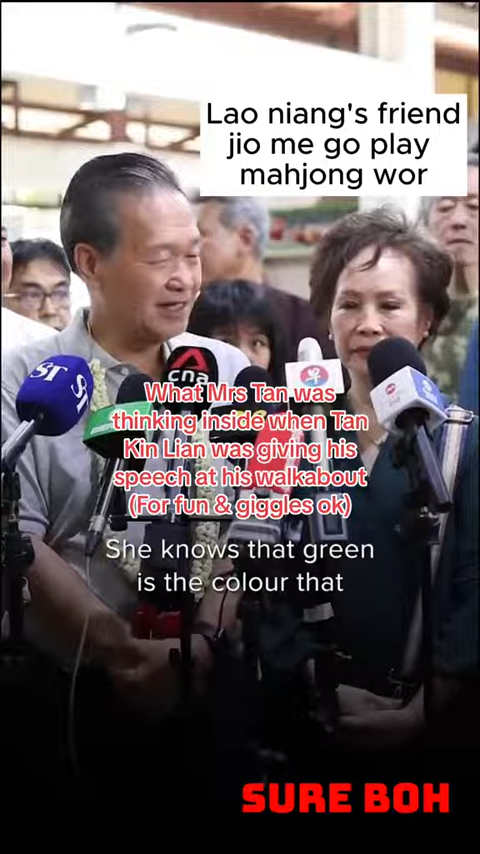 Lao niang's friend
jio me go play
mahjong wor
ST
ST
cna
早
What Mrs Tan was
thinking inside when Tan
Kin Lian was giving his
speech at his walkabout
(For fun & giggles ok)
She knows that green
is the colour that
SURE BOH